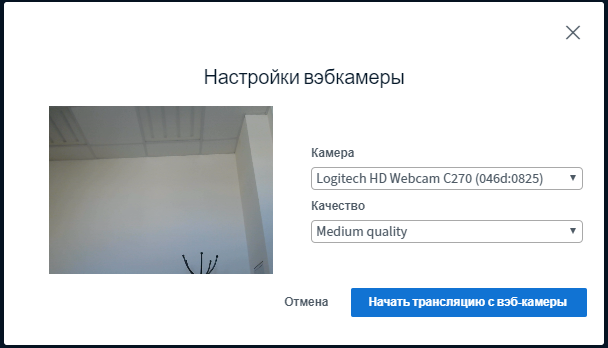 Настройки вэбкамеры
Камера
Logitech HD Webcam C270 (046d:0825)
Качество
Medium quality
Отмена
Начать трансляцию с вэб-камеры